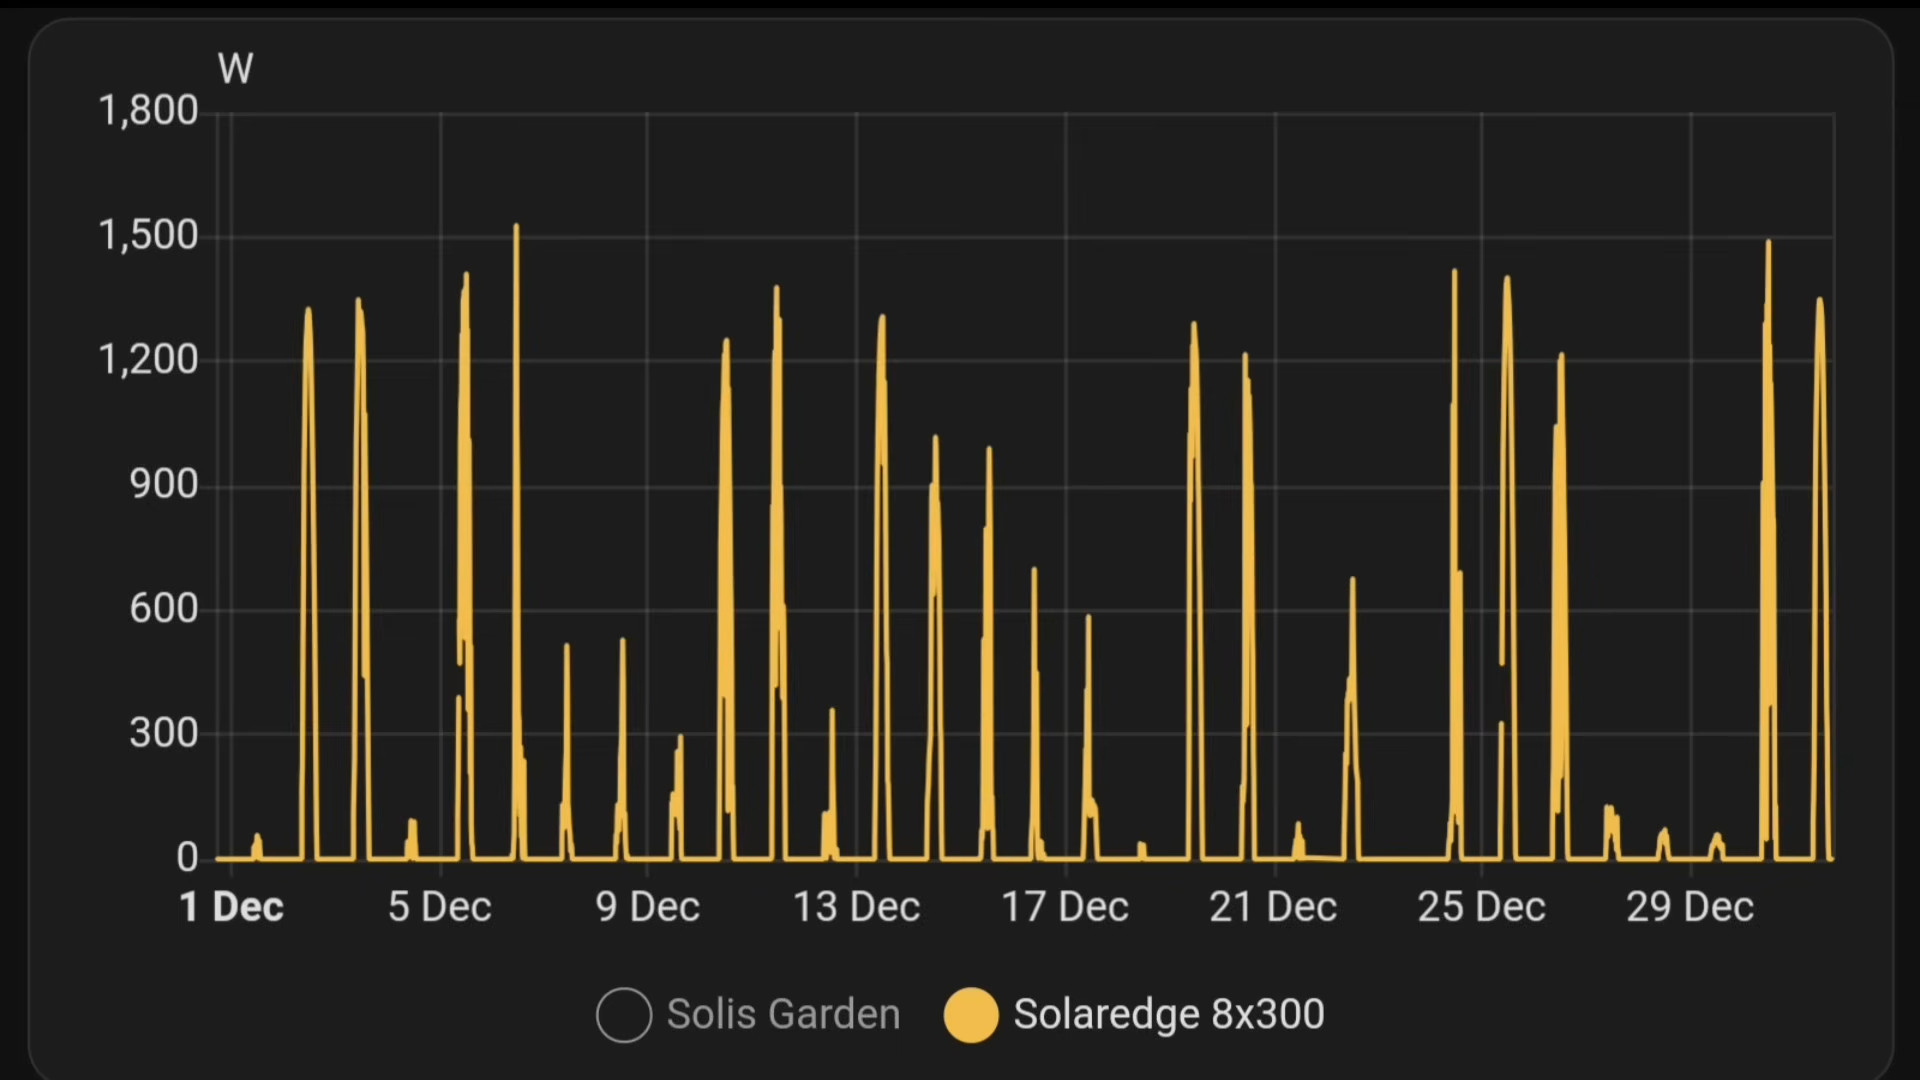 W
1,800
1,500
1,200
900
600
300
0
1 Dec 5 Dec 9 Dec 13 Dec 17 Dec 21 Dec 25 Dec 29 Dec
Solis Garden Solaredge 8x300